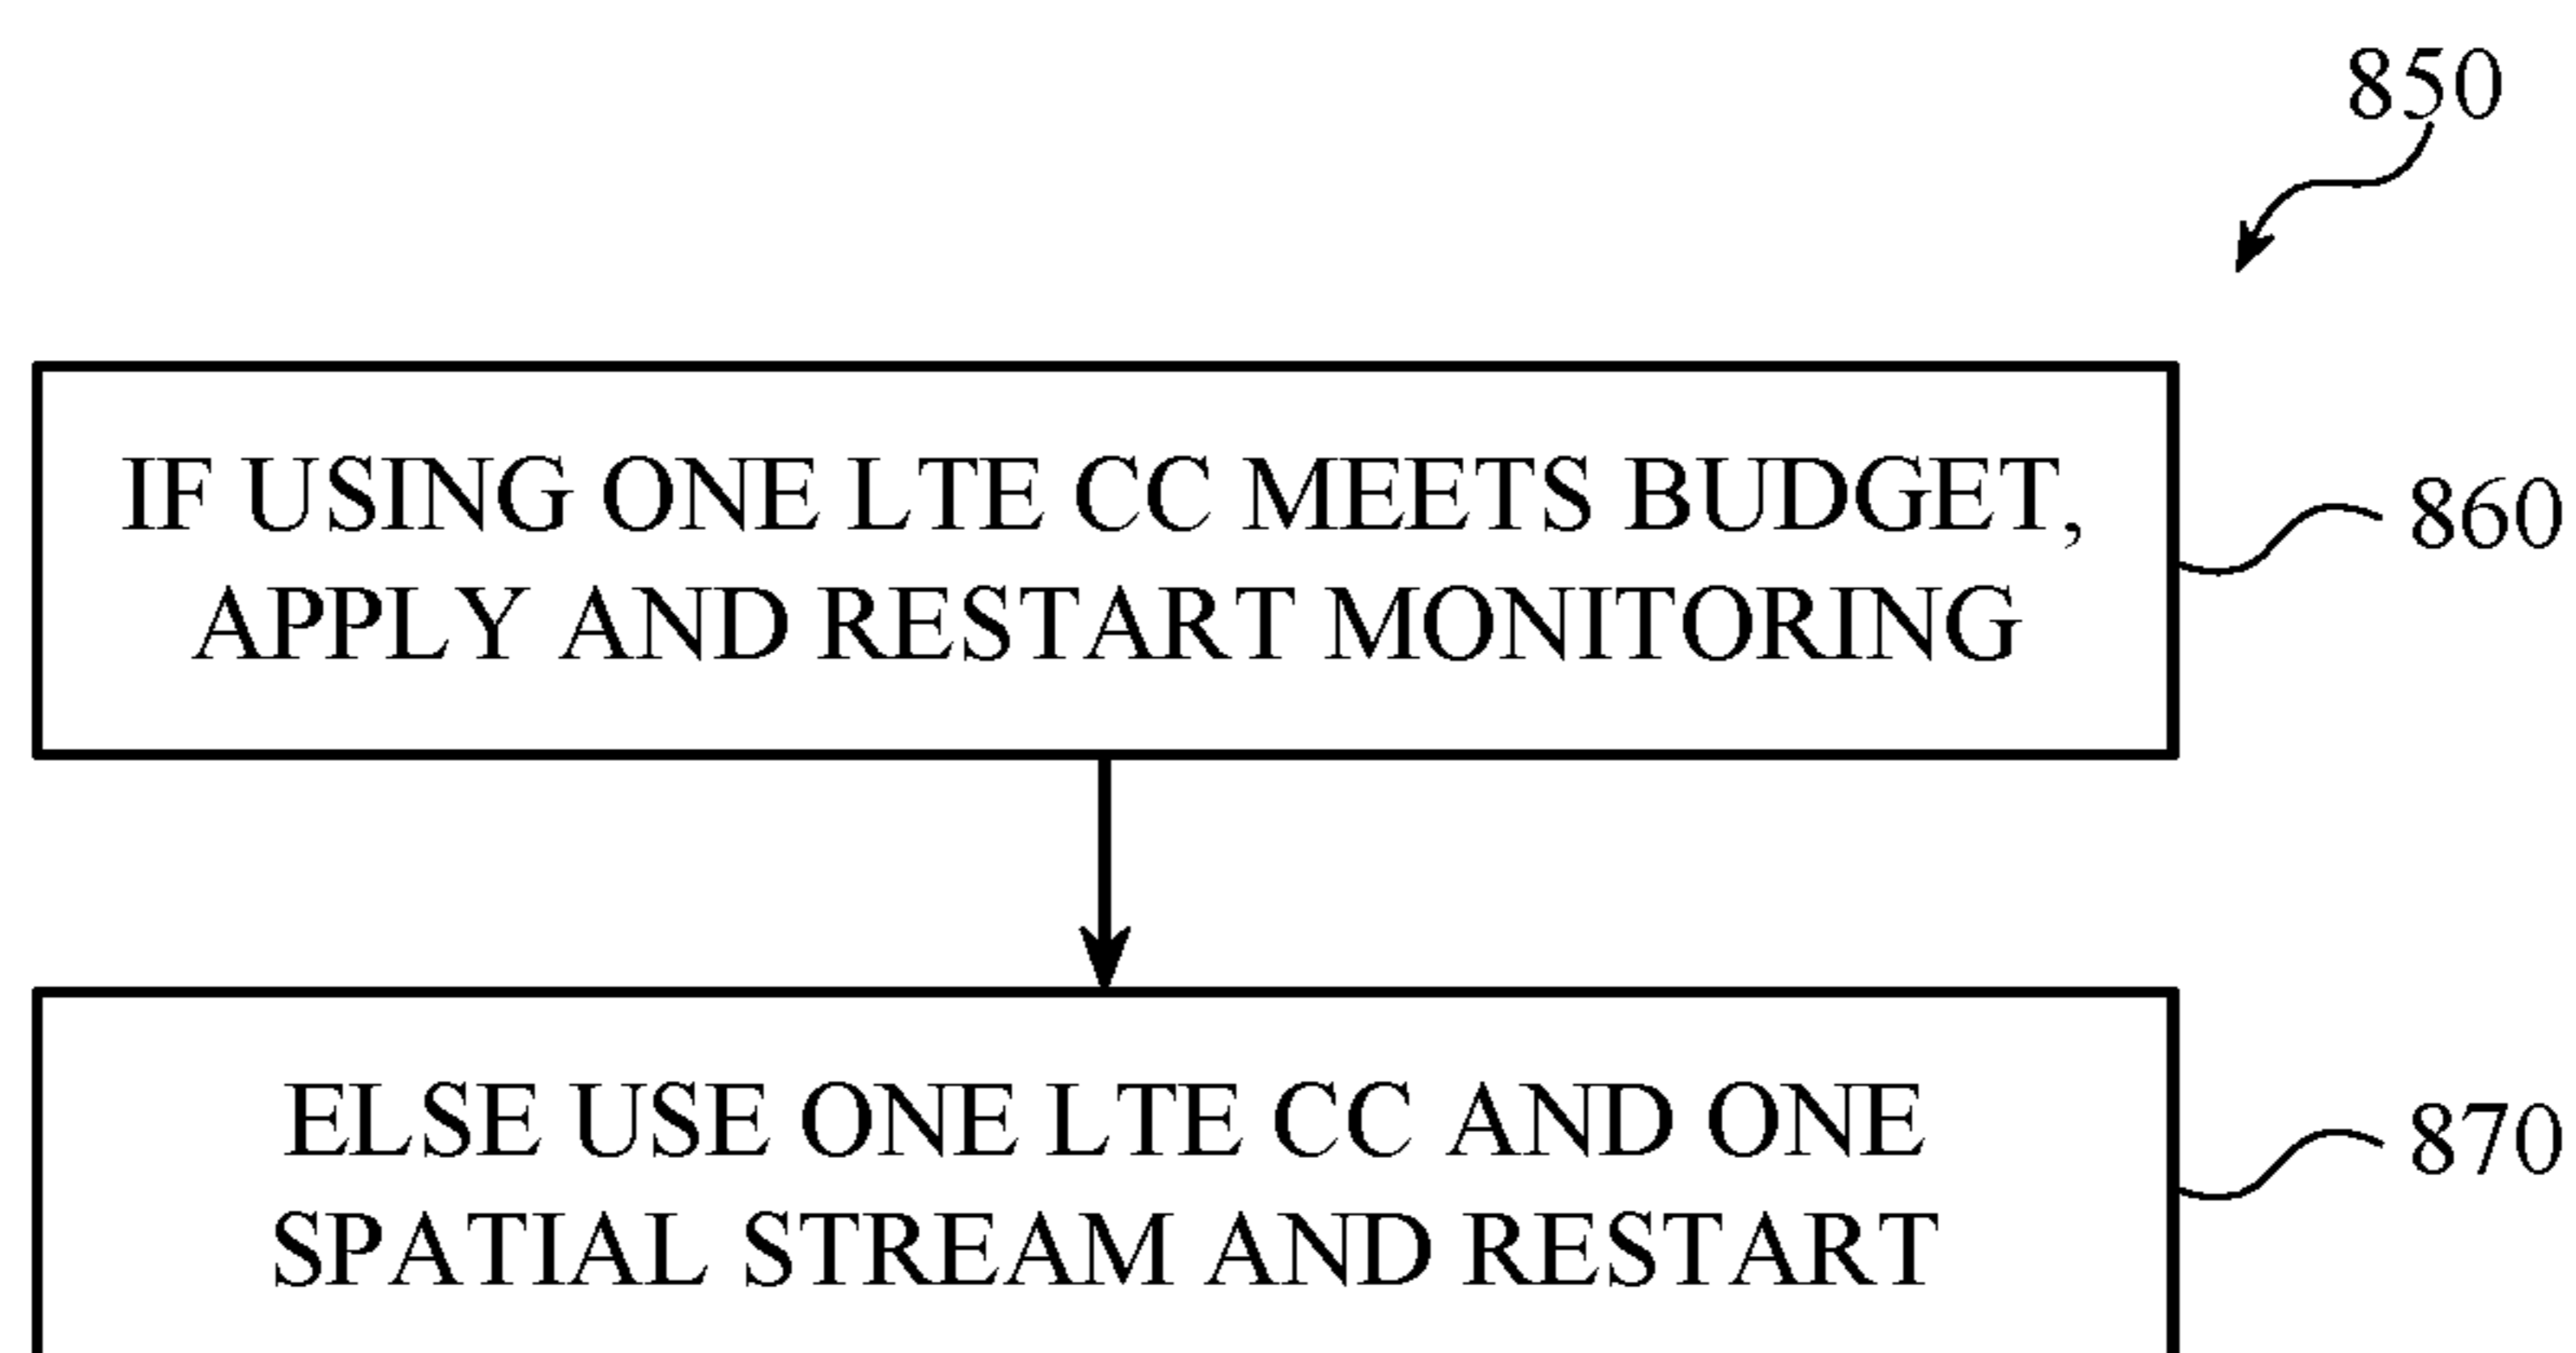 850
IF USING ONE LTE CC MEETS BUDGET,
APPLY AND RESTART MONITORING
860
ELSE USE ONE LTE CC AND ONE
SPATIAL STREAM AND RESTART
870